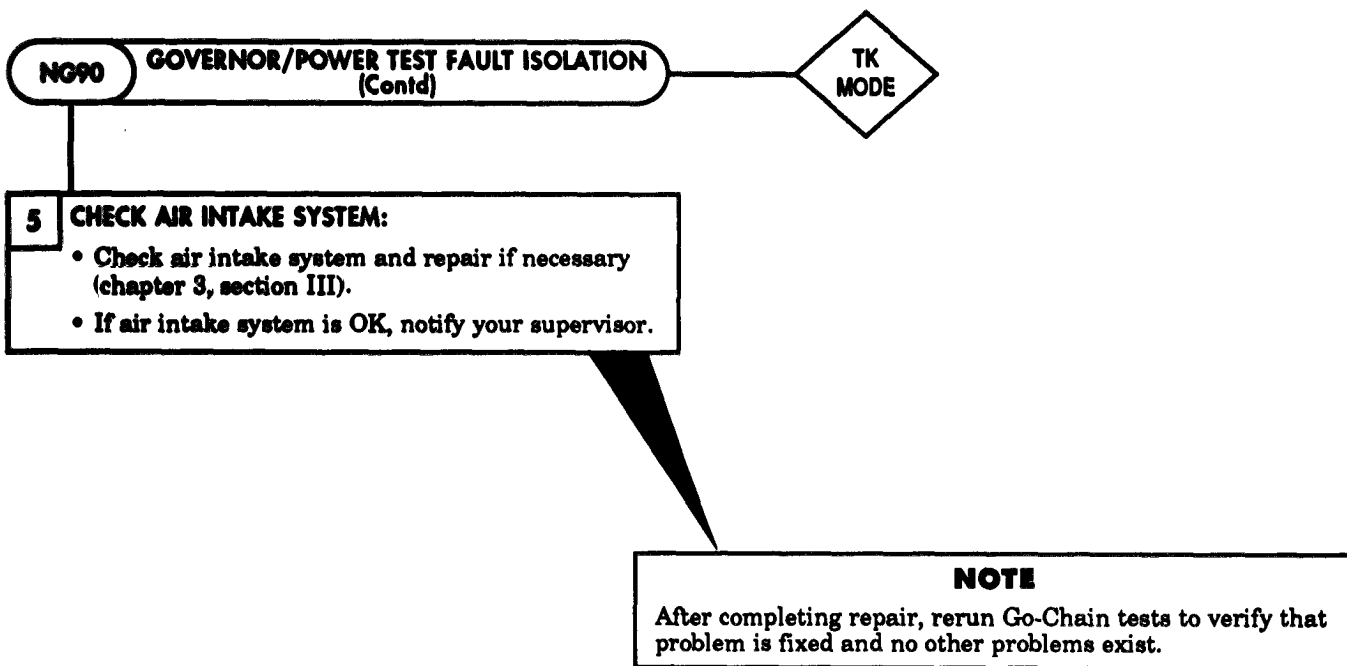 NG90
GOVERNOR/POWER TEST FAULT ISOLATION
(Contd)
TK
MODE
5
CHECK AIR INTAKE SYSTEM:
• Check air intake system and repair if necessary
(chapter 3, section III).
• If air intake system is OK, notify your supervisor.
NOTE
After completing repair, rerun Go-Chain tests to verify that
problem is fixed and no other problems exist.